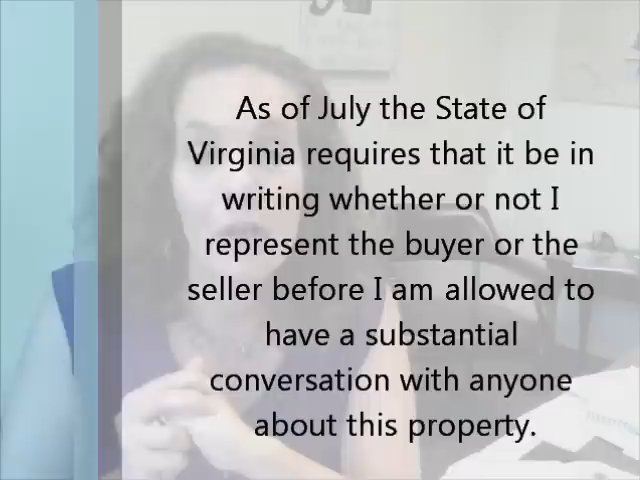 As of July the State of
Virginia requires that it be in
writing whether or not I
represent the buyer or the
seller before I am allowed to
have a substantial
conversation with anyone
about this property.